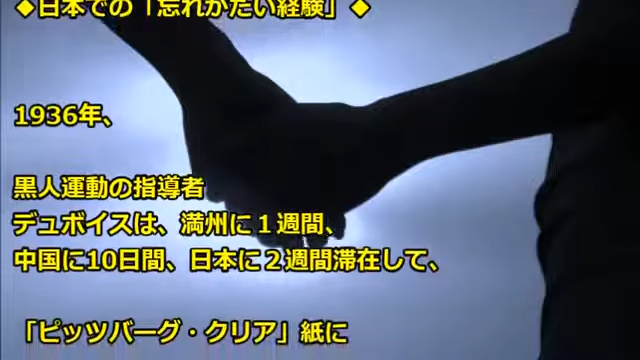 ◆日本での「忘れがたい経験」◆
1936年、
黒人運動の指導者
デュボイスは、満州に１週間、
中国に10日間、日本に２週間滞在して、
「ピッツバーグ・クリア」紙に